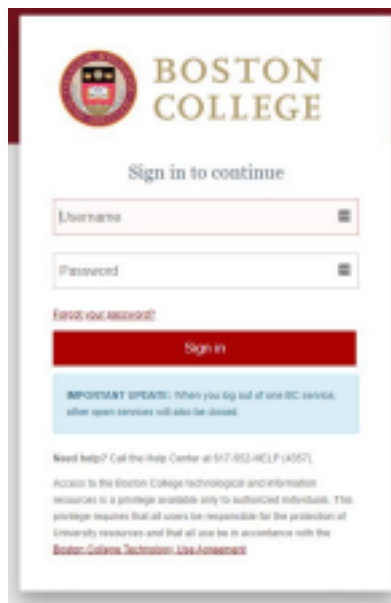 BOSTON
COLLEGE
Sign in to continue
Username
Password
Forgot your password?
Sign in
IMPORTANT UPDATE: When you log out of one BC service,
other open services will also be closed.
Need help? Call the Help Center at 617-552-HELP (4357).
Access to the Boston College technological and information
resources is a privilege available only to authorized individuals. This
privilege requires that all users be responsible for the protection of
University resources and that all use be in accordance with the
Boston College Technology Use Agreement